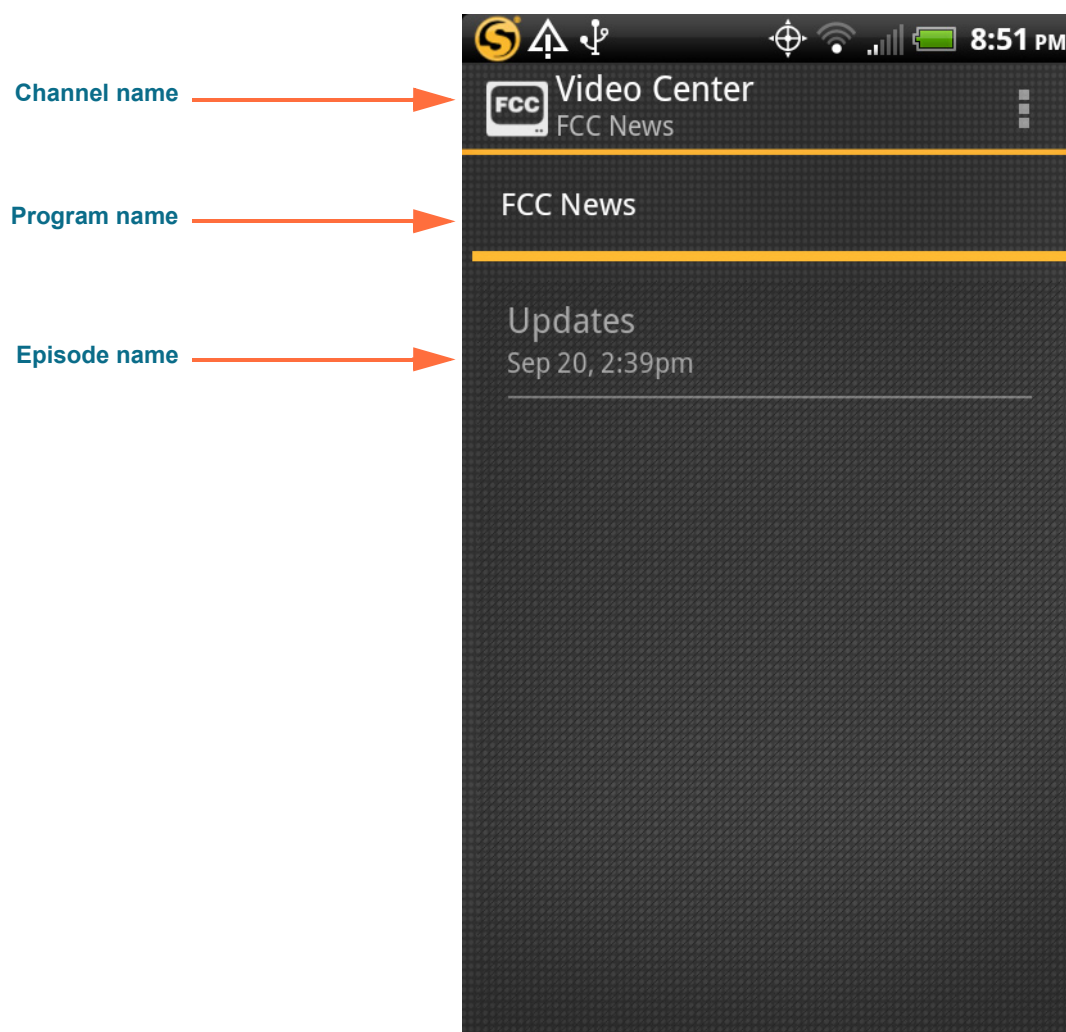 8:51 PM
Channel name
FCC
Video Center
FCC News
Program name
FCC News
Episode name
Updates
Sep 20, 2:39pm